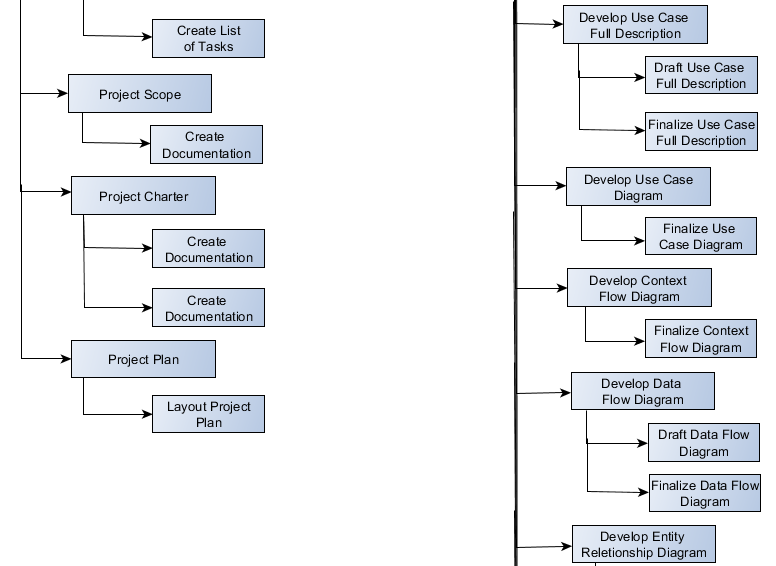 Create List
of Tasks
Project Scope
Create
Documentation
Project Charter
Create
Documentation
Create
Documentation
Project Plan
Layout Project
Plan
Develop Use Case
Full Description
Draft Use Case
Full Description
Finalize Use Case
Full Description
Develop Use Case
Diagram
Finalize Use
Case Diagram
Develop Context
Flow Diagram
Finalize Context
Flow Diagram
Develop Data
Flow Diagram
Draft Data Flow
Diagram
Finalize Data Flow
Diagram
Develop Entity
Reletionship Diagram